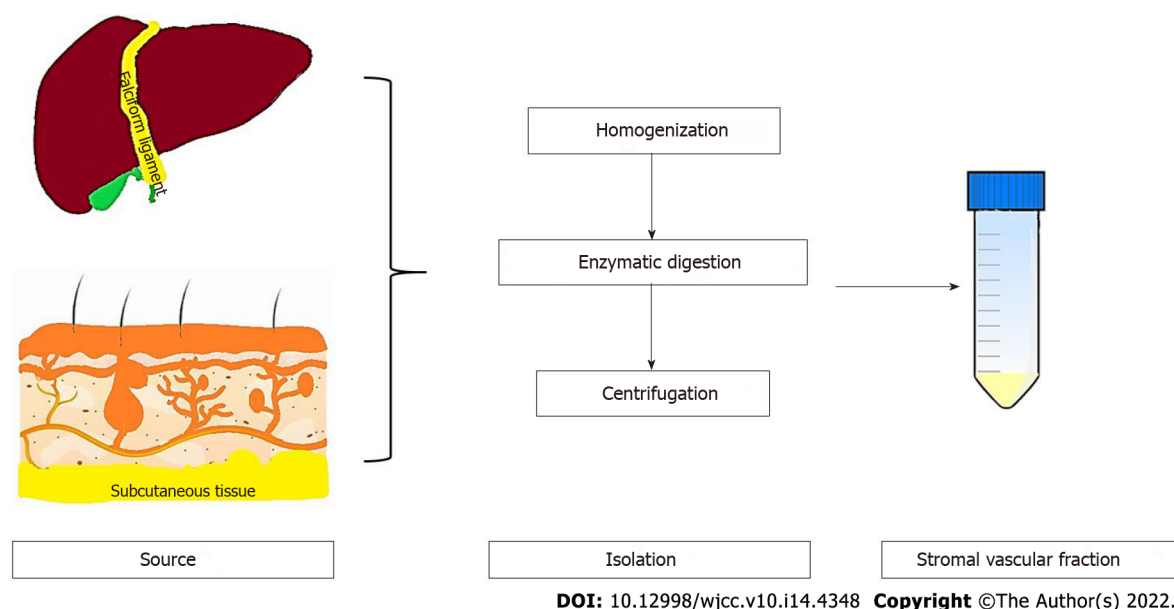 Falciform ligament
Subcutaneous tissue
Homogenization
Enzymatic digestion
Centrifugation
Source
Isolation
Stromal vascular fraction
DOI: 10.12998/wjcc.v10.i14.4348 Copyright ©The Author(s) 2022.